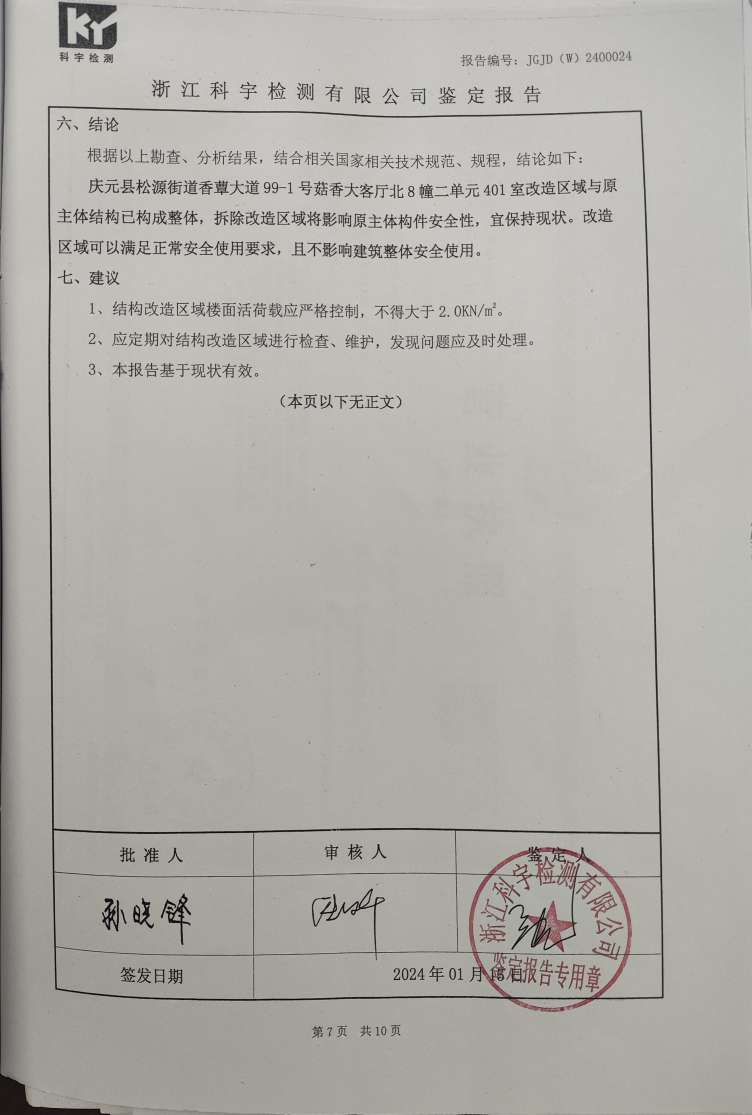 KY
科宇检测
报告编号：JGJD（W）2400024
浙江科宇检测有限公司鉴定报告
六、结论
根据以上勘查、分析结果，结合相关国家相关技术规范、规程，结论如下：
庆元县松源街道香蕈大道99-1号菇香大客厅北8幢二单元401室改造区域与原
主体结构已构成整体，拆除改造区域将影响原主体构件安全性，宜保持现状。改造
区域可以满足正常安全使用要求，且不影响建筑整体安全使用。
七、建议
1、结构改造区域楼面活荷载应严格控制，不得大于2.0KN/㎡。
2、应定期对结构改造区域进行检查、维护，发现问题应及时处理。
3、本报告基于现状有效。
（本页以下无正文）
批准人 审核人 鉴定人
孙晓锋
浙江科宇检测有限公司
鉴定报告专用章
签发日期 2024年01月15日
第7页 共10页